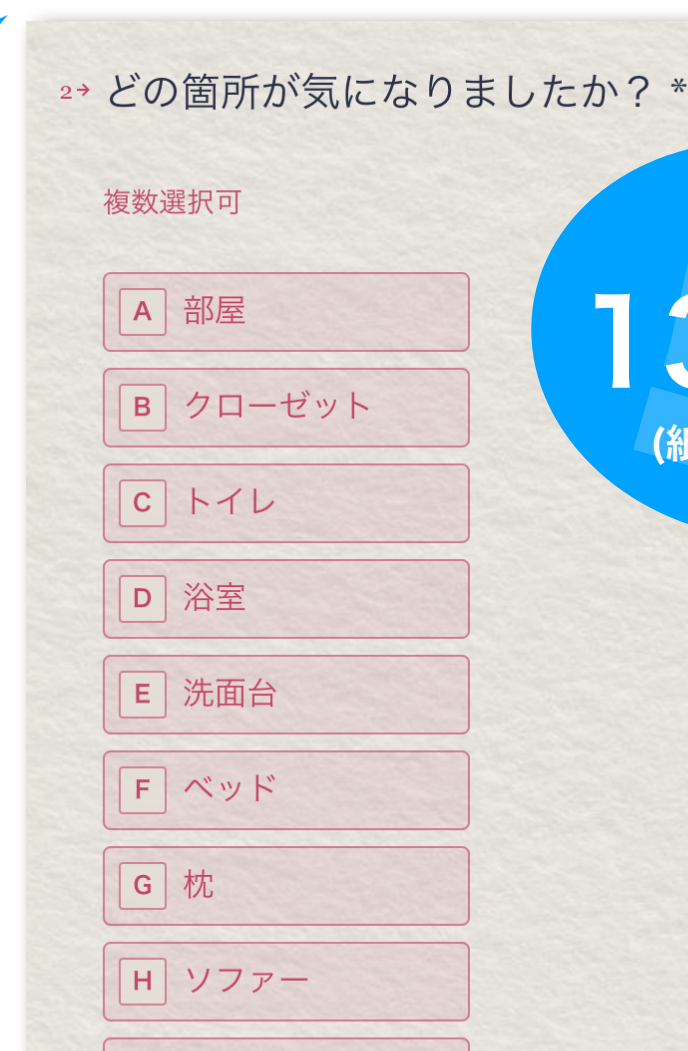 2→ どの箇所が気になりましたか？ *
複数選択可
A 部屋
B クローゼット
C トイレ
D 浴室
E 洗面台
F ベッド
G 枕
H ソファー
1
(